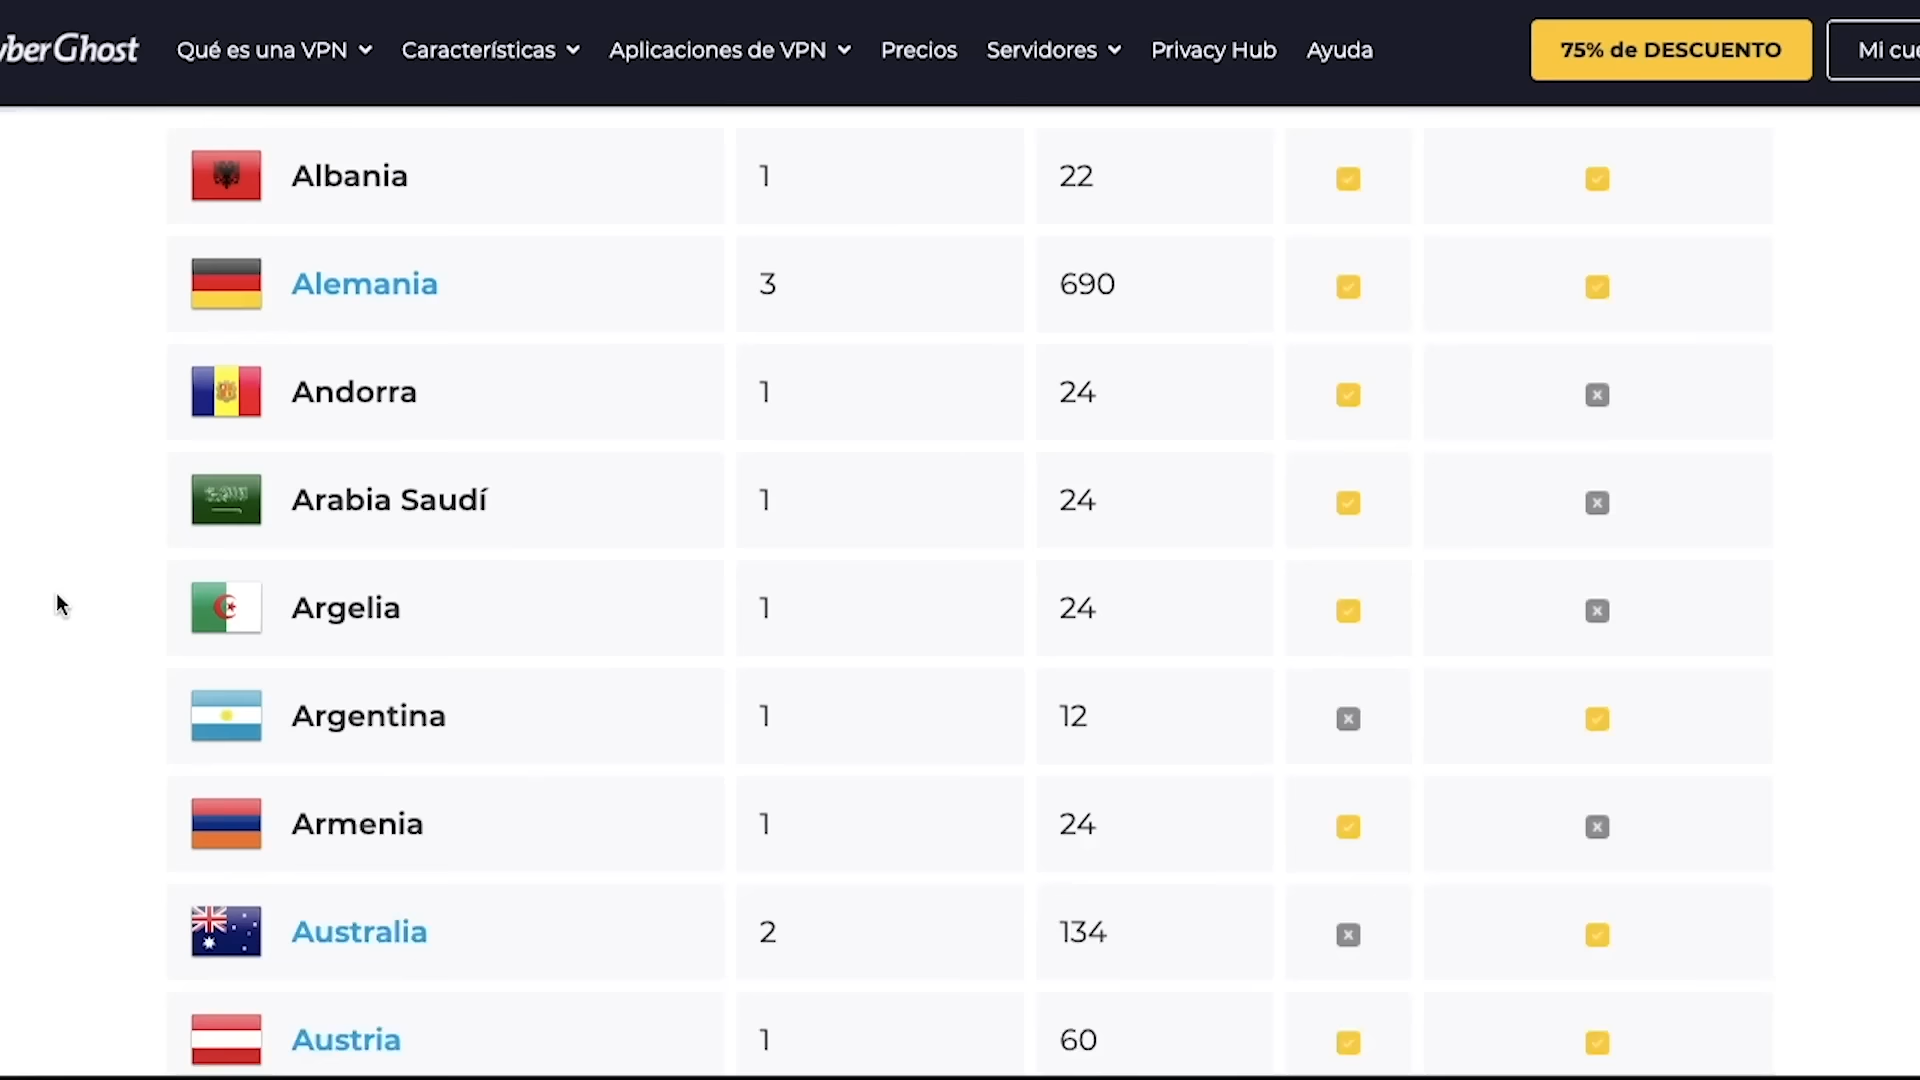 yberGhost Qué es una VPN Características Aplicaciones de VPN Precios Servidores Privacy Hub Ayuda 75% de DESCUENTO Mi cue
Albania 1 22
Alemania 3 690
Andorra 1 24
Arabia Saudí 1 24
Argelia 1 24
Argentina 1 12
Armenia 1 24
Australia 2 134
Austria 1 60